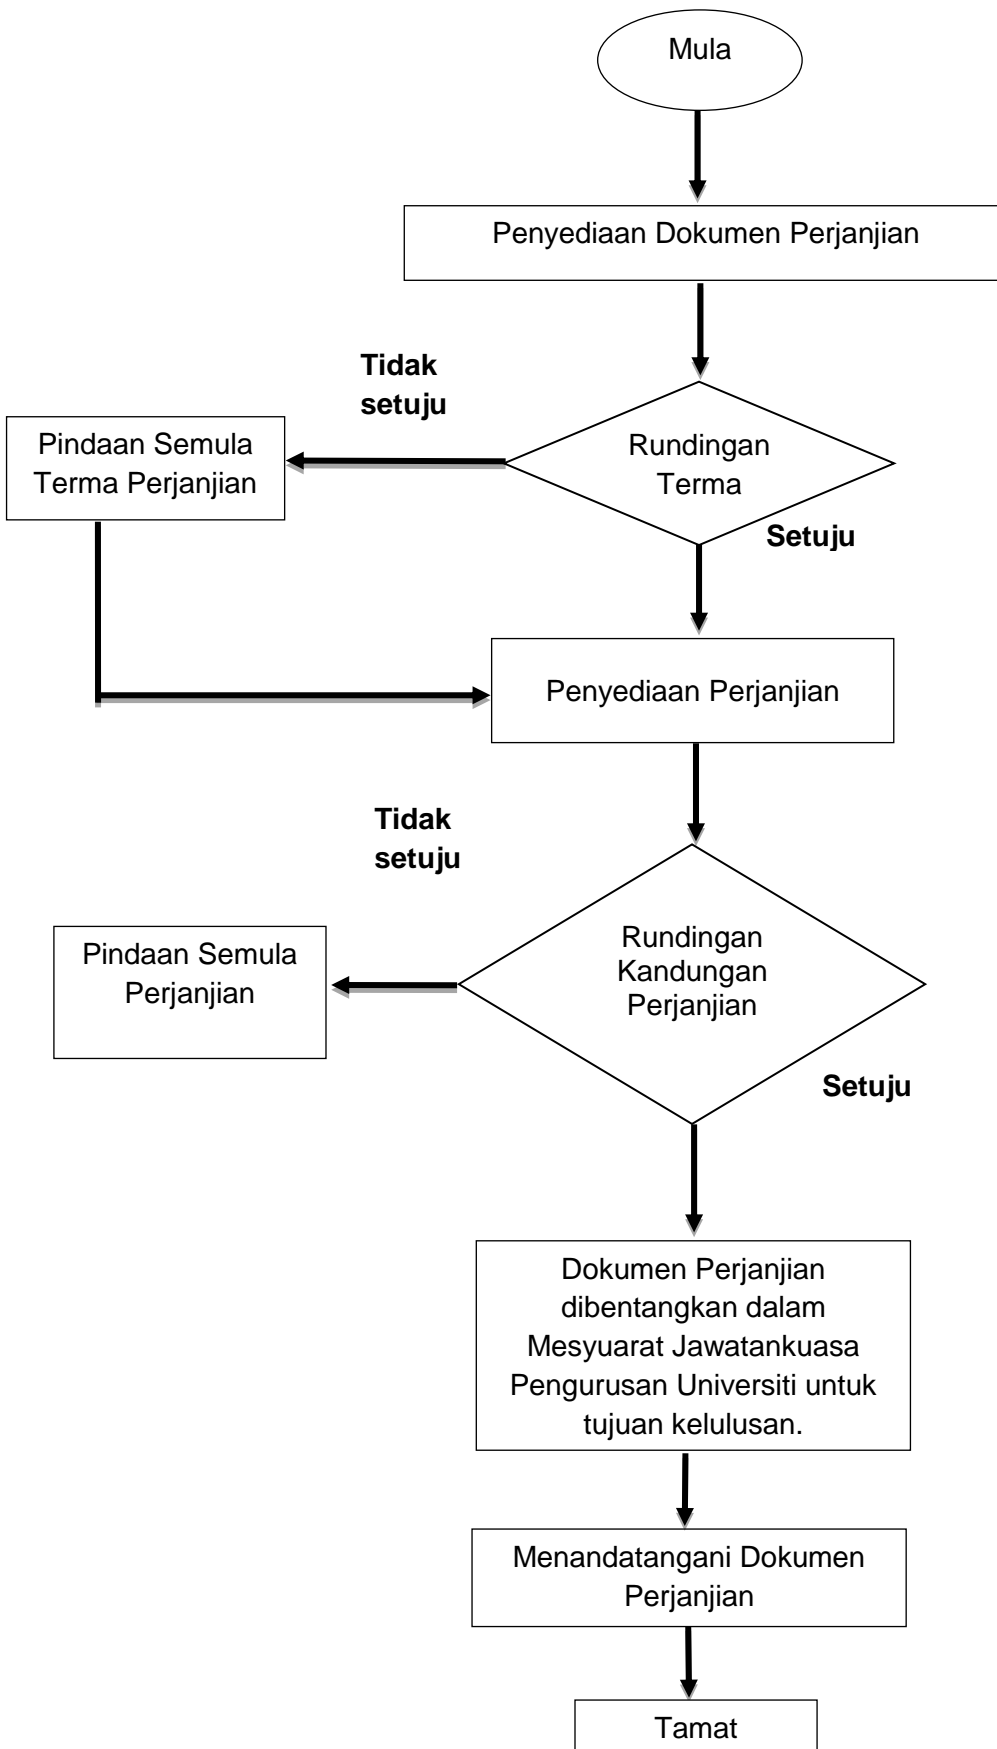 Mula
Penyediaan Dokumen Perjanjian
Tidak
setuju
Pindaan Semula
Terma Perjanjian
Rundingan
Terma
Setuju
Penyediaan Perjanjian
Tidak
setuju
Pindaan Semula
Perjanjian
Rundingan
Kandungan
Perjanjian
Setuju
Dokumen Perjanjian
dibentangkan dalam
Mesyuarat Jawatankuasa
Pengurusan Universiti untuk
tujuan kelulusan.
Menandatangani Dokumen
Perjanjian
Tamat